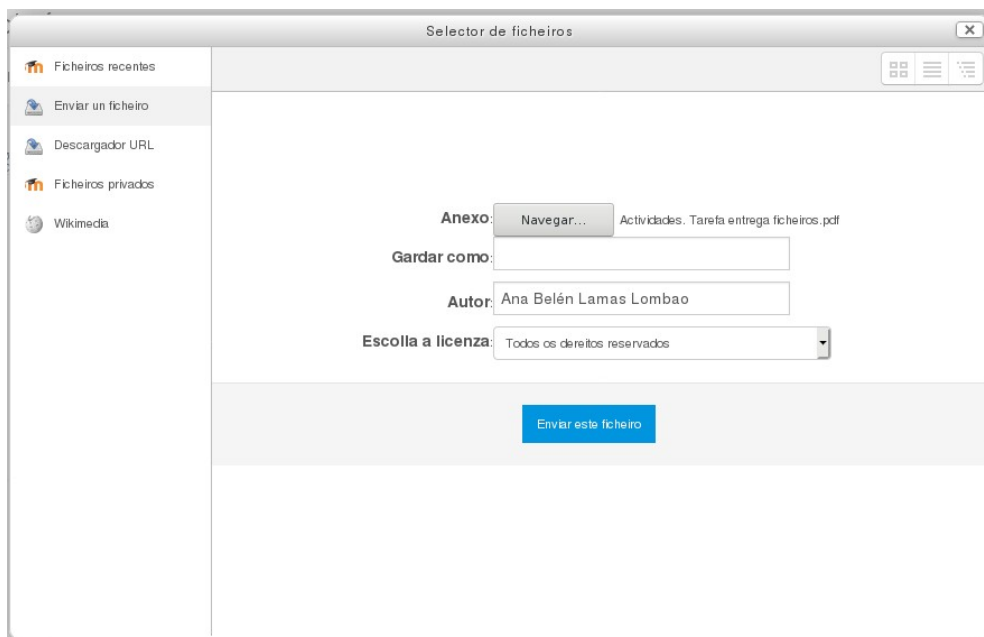 Selector de ficheiros
Ficheiros recentes
Enviar un ficheiro
Descargador URL
Ficheiros privados
Wikimedia
Anexo: Navegar... Actividades. Tarefa entrega ficheiros.pdf
Gardar como:
Autor: Ana Belén Lamas Lombao
Escolla a licenza: Todos os dereitos reservados
Enviar este ficheiro